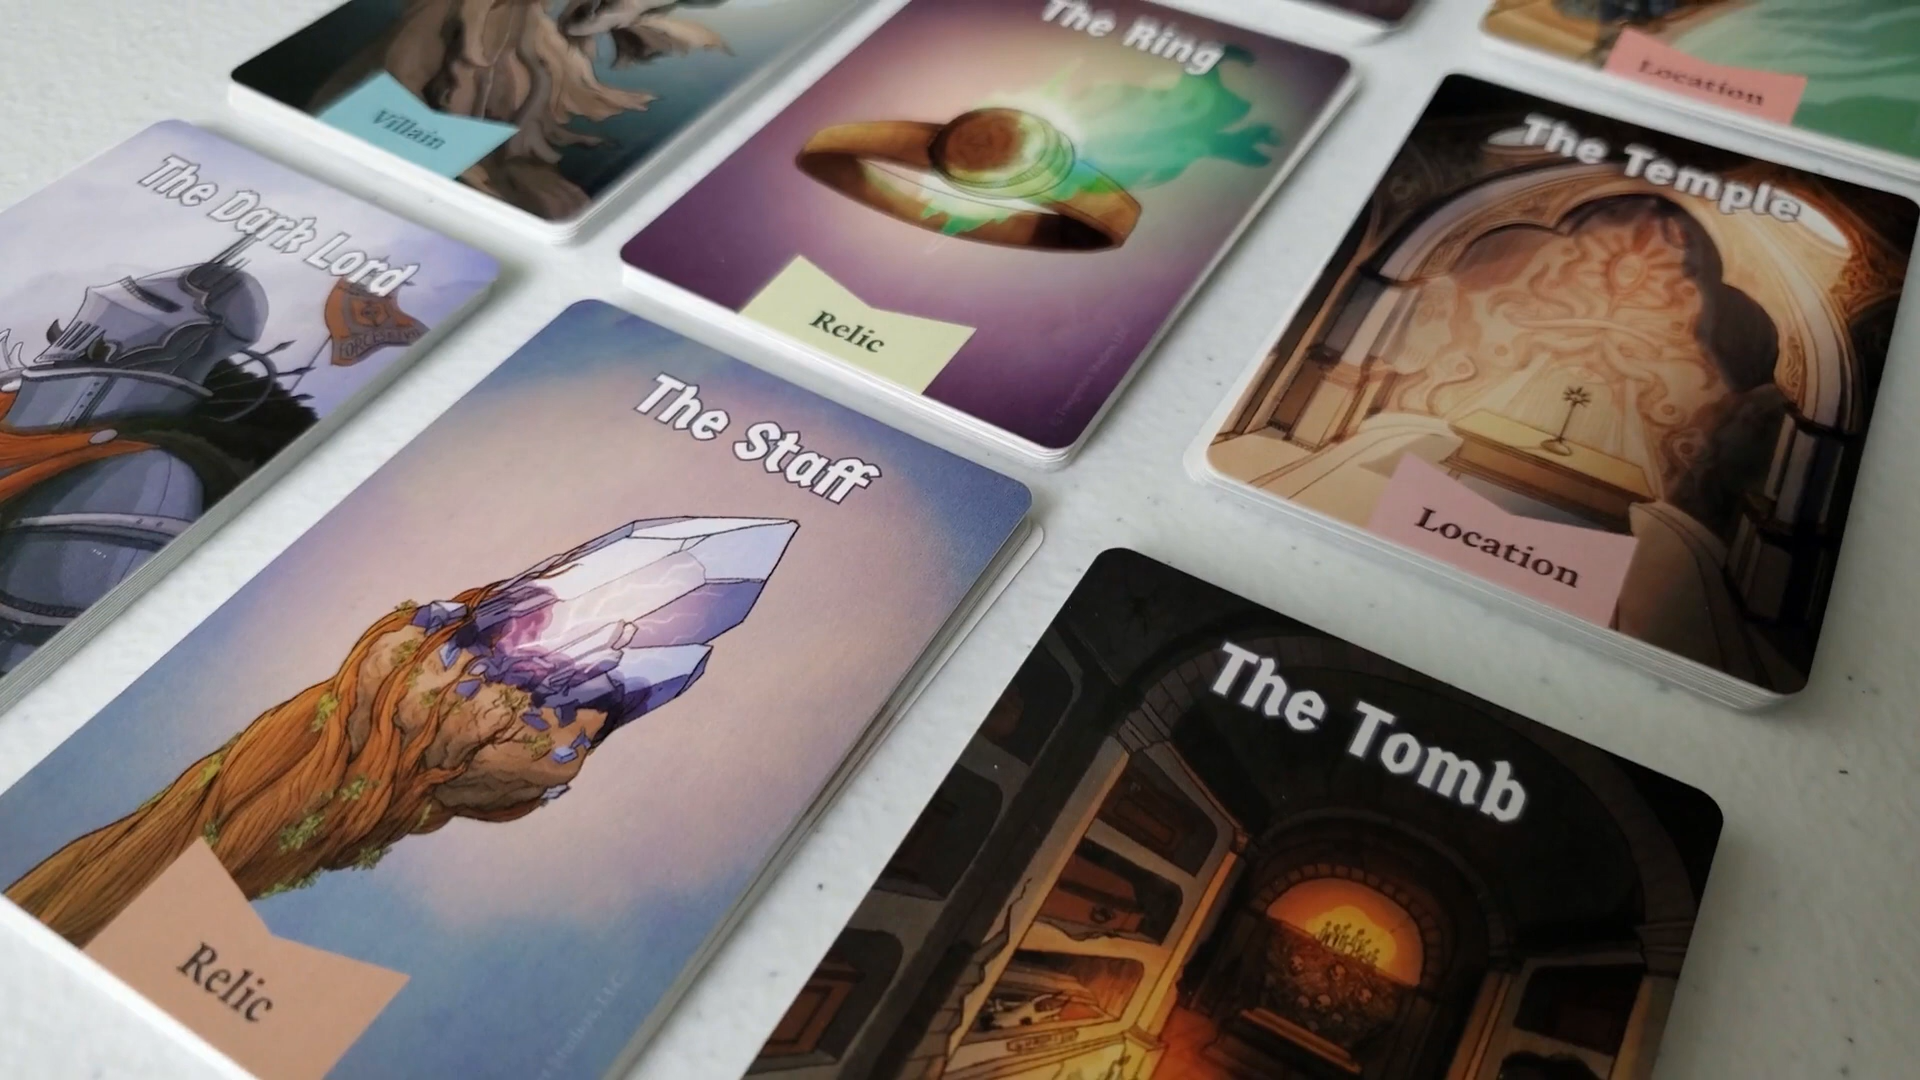 The Ring
Location
Villain
The Temple
The Dark Lord
Relic
The Staff
Location
The Tomb
Relic